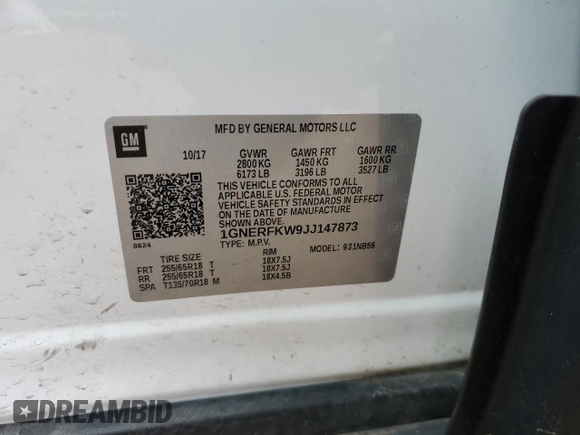 GM
MFD BY GENERAL MOTORS LLC
10/17 GVWR GAWR FRT GAWR RR
2800 KG 1450 KG 1600 KG
6173 LB 3196 LB 3527 LB
THIS VEHICLE CONFORMS TO ALL
APPLICABLE U.S. FEDERAL MOTOR
VEHICLE SAFETY STANDARDS IN EFFECT
ON THE DATE OF MANUFACTURE
SHOWN ABOVE.
1GNERFKW9JJ147873
TYPE: M.P.V. MODEL: 931NB56
0624
TIRE SIZE RIM
FRT 255/65R18 T 18X7.5J
RR 255/65R18 T 18X7.5J
SPA T135/70R18 M 18X4.5B
DREAMBID